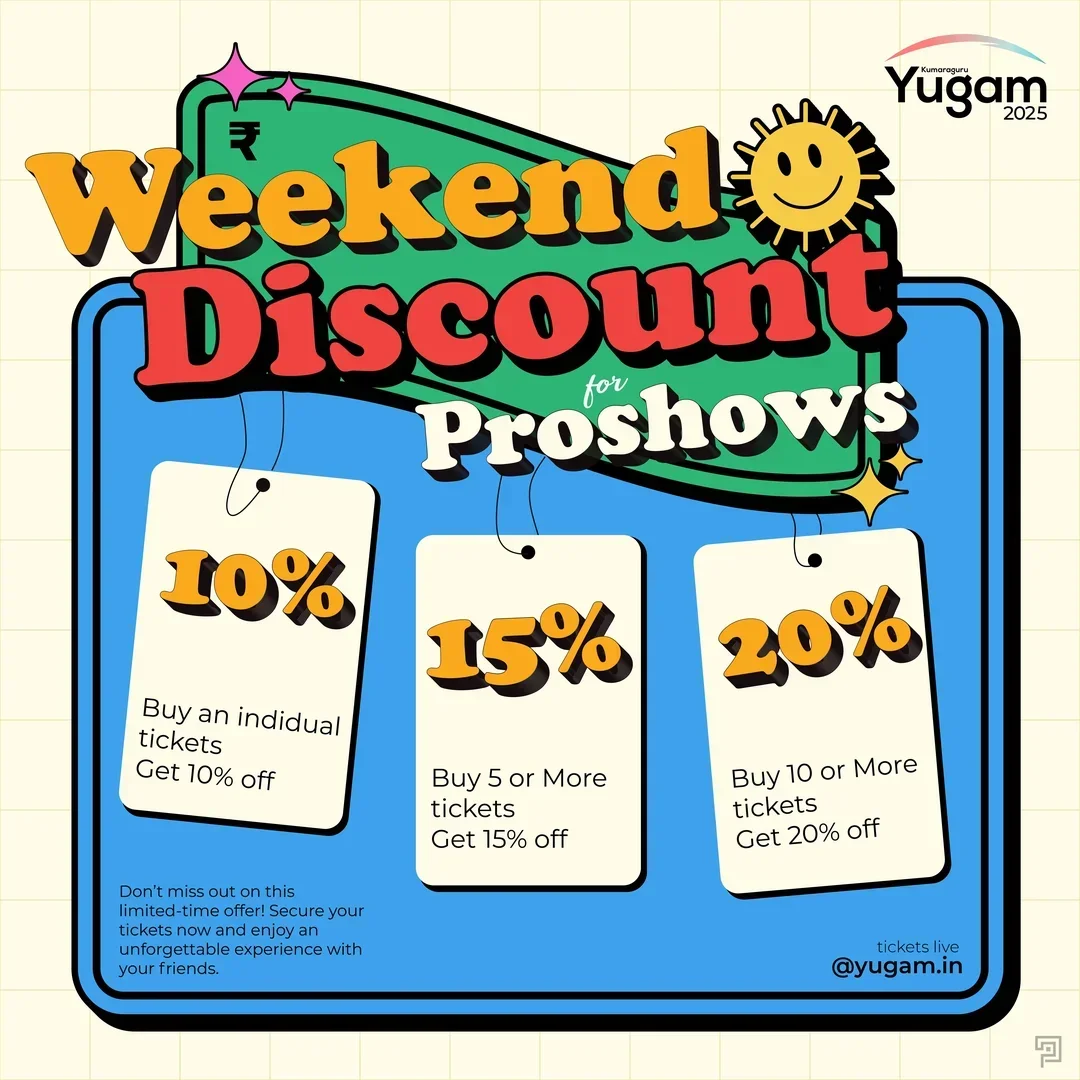 Kumaraguru
Yugam
2025
₹
Weekend
Discount
for
Proshows
10%
Buy an indidual
tickets
Get 10% off
15%
Buy 5 or More
tickets
Get 15% off
20%
Buy 10 or More
tickets
Get 20% off
Don’t miss out on this
limited-time offer! Secure your
tickets now and enjoy an
unforgettable experience with
your friends.
tickets live
@yugam.in